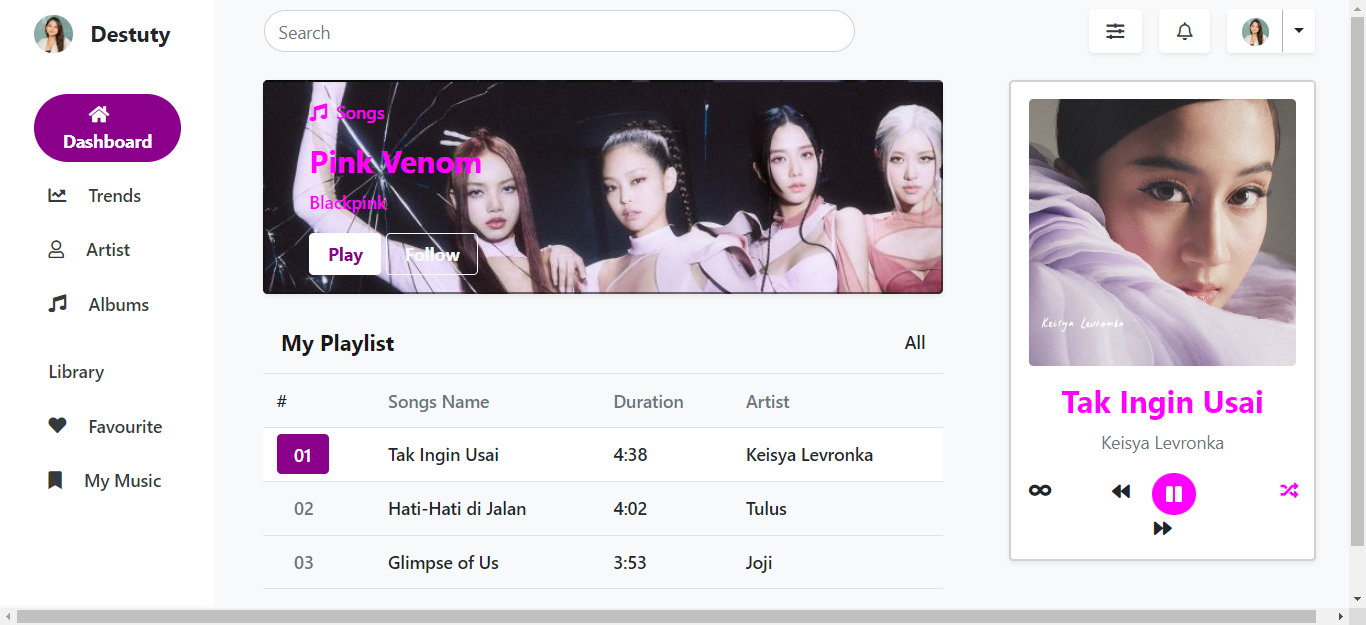 Destuty
Search
Dashboard
Trends
Artist
Albums
Library
Favourite
My Music
Songs
Pink Venom
Blackpink
Play Follow
My Playlist All
# Songs Name Duration Artist
01 Tak Ingin Usai 4:38 Keisya Levronka
02 Hati-Hati di Jalan 4:02 Tulus
03 Glimpse of Us 3:53 Joji
Keisya Levronka
Tak Ingin Usai
Keisya Levronka